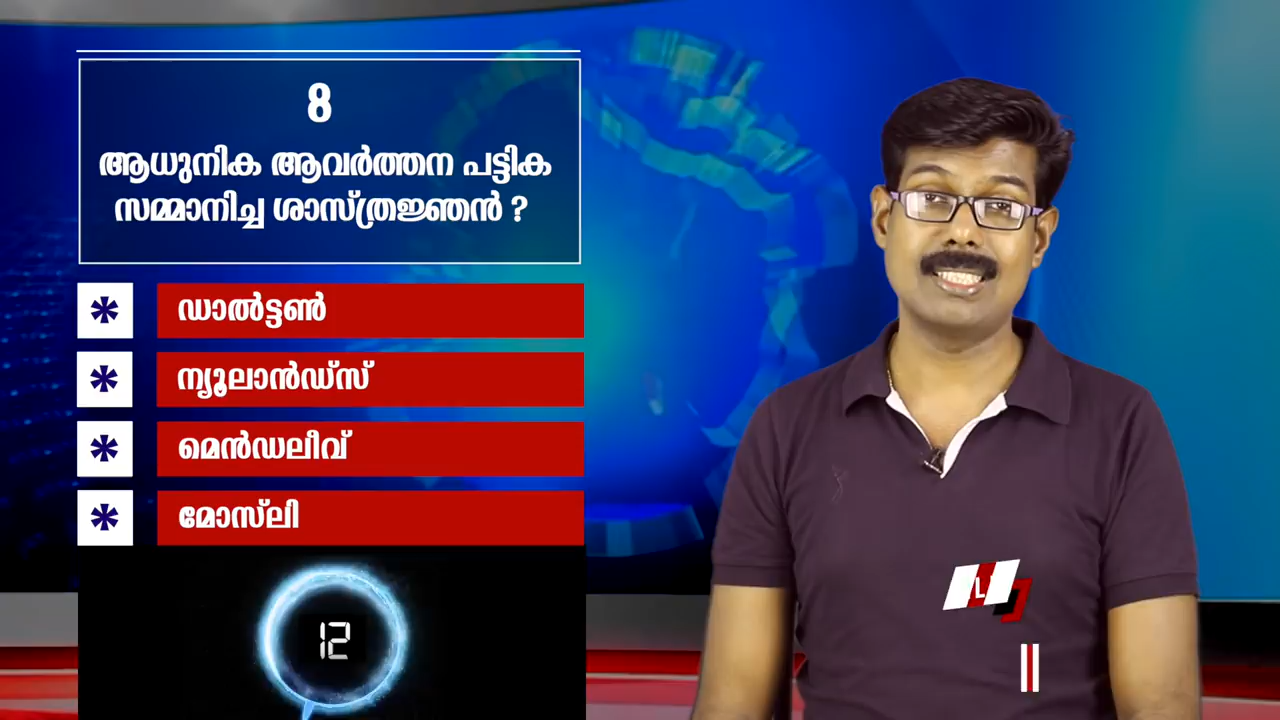 8
ആധുനിക ആവർത്തന പട്ടിക
സമ്മാനിച്ച ശാസ്ത്രജ്ഞൻ ?
* ഡാൽട്ടൺ
* ന്യൂലാൻഡ്സ്
* മെൻഡലീവ്
* മോസ്‌ലി
12